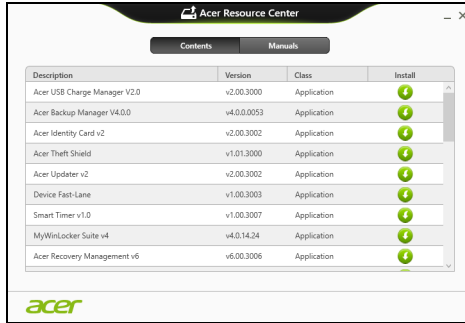 Acer Resource Center
Contents Manuals
Description Version Class Install
Acer USB Charge Manager V2.0 v2.00.3000 Application
Acer Backup Manager V4.0.0 v4.0.0.0053 Application
Acer Identity Card v2 v2.00.3002 Application
Acer Theft Shield v1.01.3000 Application
Acer Updater v2 v2.00.3002 Application
Device Fast-Lane v1.00.3003 Application
Smart Timer v1.0 v1.00.3007 Application
MyWinLocker Suite v4 v4.0.14.24 Application
Acer Recovery Management v6 v6.00.3006 Application
acer